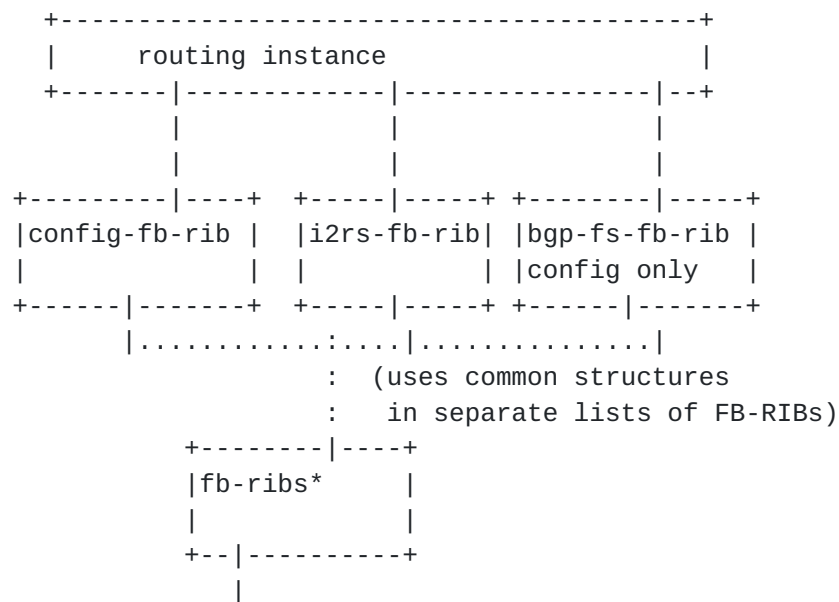 +-----------------------------------------+
|      routing instance                   |
+-------|-------------|----------------|--+
|             |                |
|             |                |
+---------|----+  +-----|-----+ +--------|-----+
|config-fb-rib |  |i2rs-fb-rib| |bgp-fs-fb-rib |
|              |  |           | |config only   |
+------|-------+  +-----|-----+ +------|-------+
|............:....|...............|
:  (uses common structures
:   in separate lists of FB-RIBs)
+--------|----+
|fb-ribs*     |
|             |
+--|----------+
|